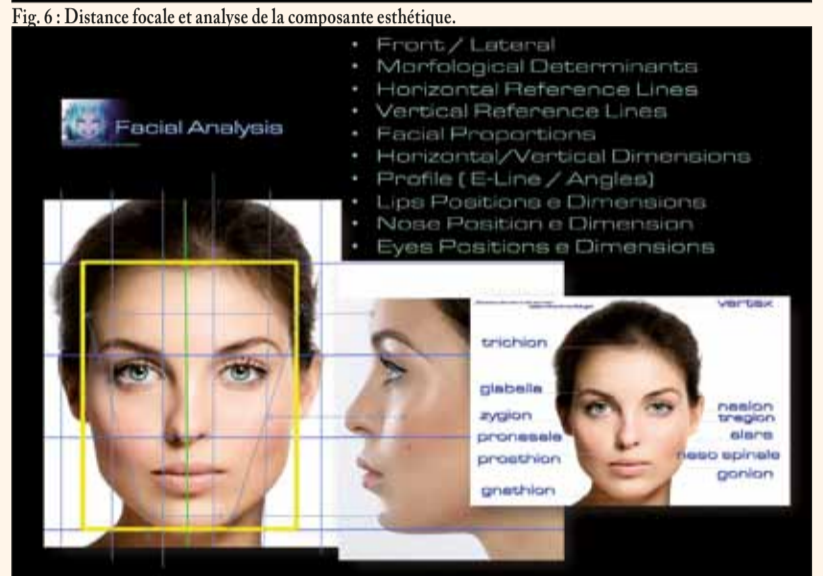 Fig. 6 : Distance focale et analyse de la composante esthétique.
• Front / Lateral
• Morfological Determinants
• Horizontal Reference Lines
• Vertical Reference Lines
• Facial Proportions
• Horizontal/Vertical Dimensions
• Profile ( E-Line / Angles)
• Lips Positions e Dimensions
• Nose Position e Dimension
• Eyes Positions e Dimensions
Facial Analysis
vertex
trichion
glabella
zygion
pronasale
prosthion
gnathion
nasion
tragion
alare
naso spinale
gonion